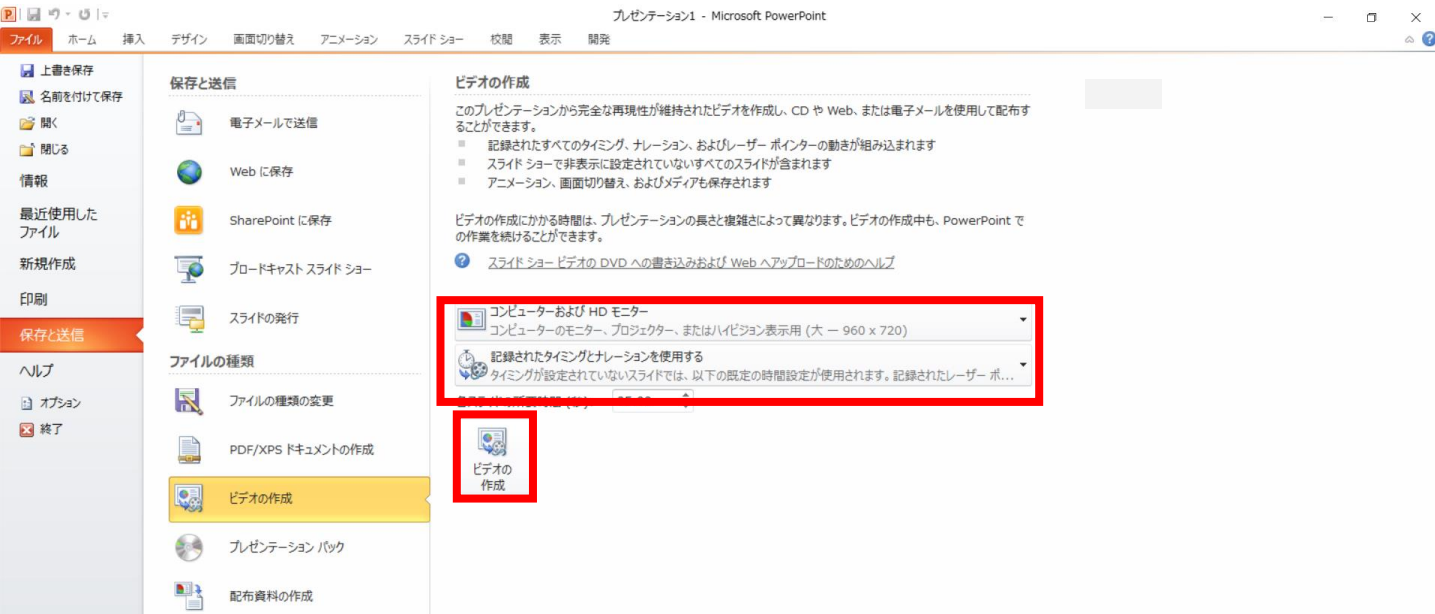 プレゼンテーション1 - Microsoft PowerPoint
ファイル ホーム 挿入 デザイン 画面切り替え アニメーション スライド ショー 校閲 表示 開発
上書き保存
名前を付けて保存
開く
閉じる
情報
最近使用した
ファイル
新規作成
印刷
保存と送信
ヘルプ
オプション
終了
保存と送信
電子メールで送信
Web に保存
SharePoint に保存
ブロードキャスト スライド ショー
スライドの発行
ファイルの種類
ファイルの種類の変更
PDF/XPS ドキュメントの作成
ビデオの作成
プレゼンテーション パック
配布資料の作成
ビデオの作成
このプレゼンテーションから完全な再現性が維持されたビデオを作成し、CD や Web、または電子メールを使用して配布す
ることができます。
記録されたすべてのタイミング、ナレーション、およびレーザー ポインターの動きが組み込まれます
スライド ショーで非表示に設定されていないすべてのスライドが含まれます
アニメーション、画面切り替え、およびメディアも保存されます
ビデオの作成にかかる時間は、プレゼンテーションの長さと複雑さによって異なります。ビデオの作成中も、PowerPoint で
の作業を続けることができます。
スライド ショー ビデオの DVD への書き込みおよび Web へアップロードのためのヘルプ
コンピューターおよび HD モニター
コンピューターのモニター、プロジェクター、またはハイビジョン表示用 (大 ー 960 x 720)
記録されたタイミングとナレーションを使用する
タイミングが設定されていないスライドでは、以下の既定の時間設定が使用されます。記録されたレーザー ポ...
ビデオの
作成